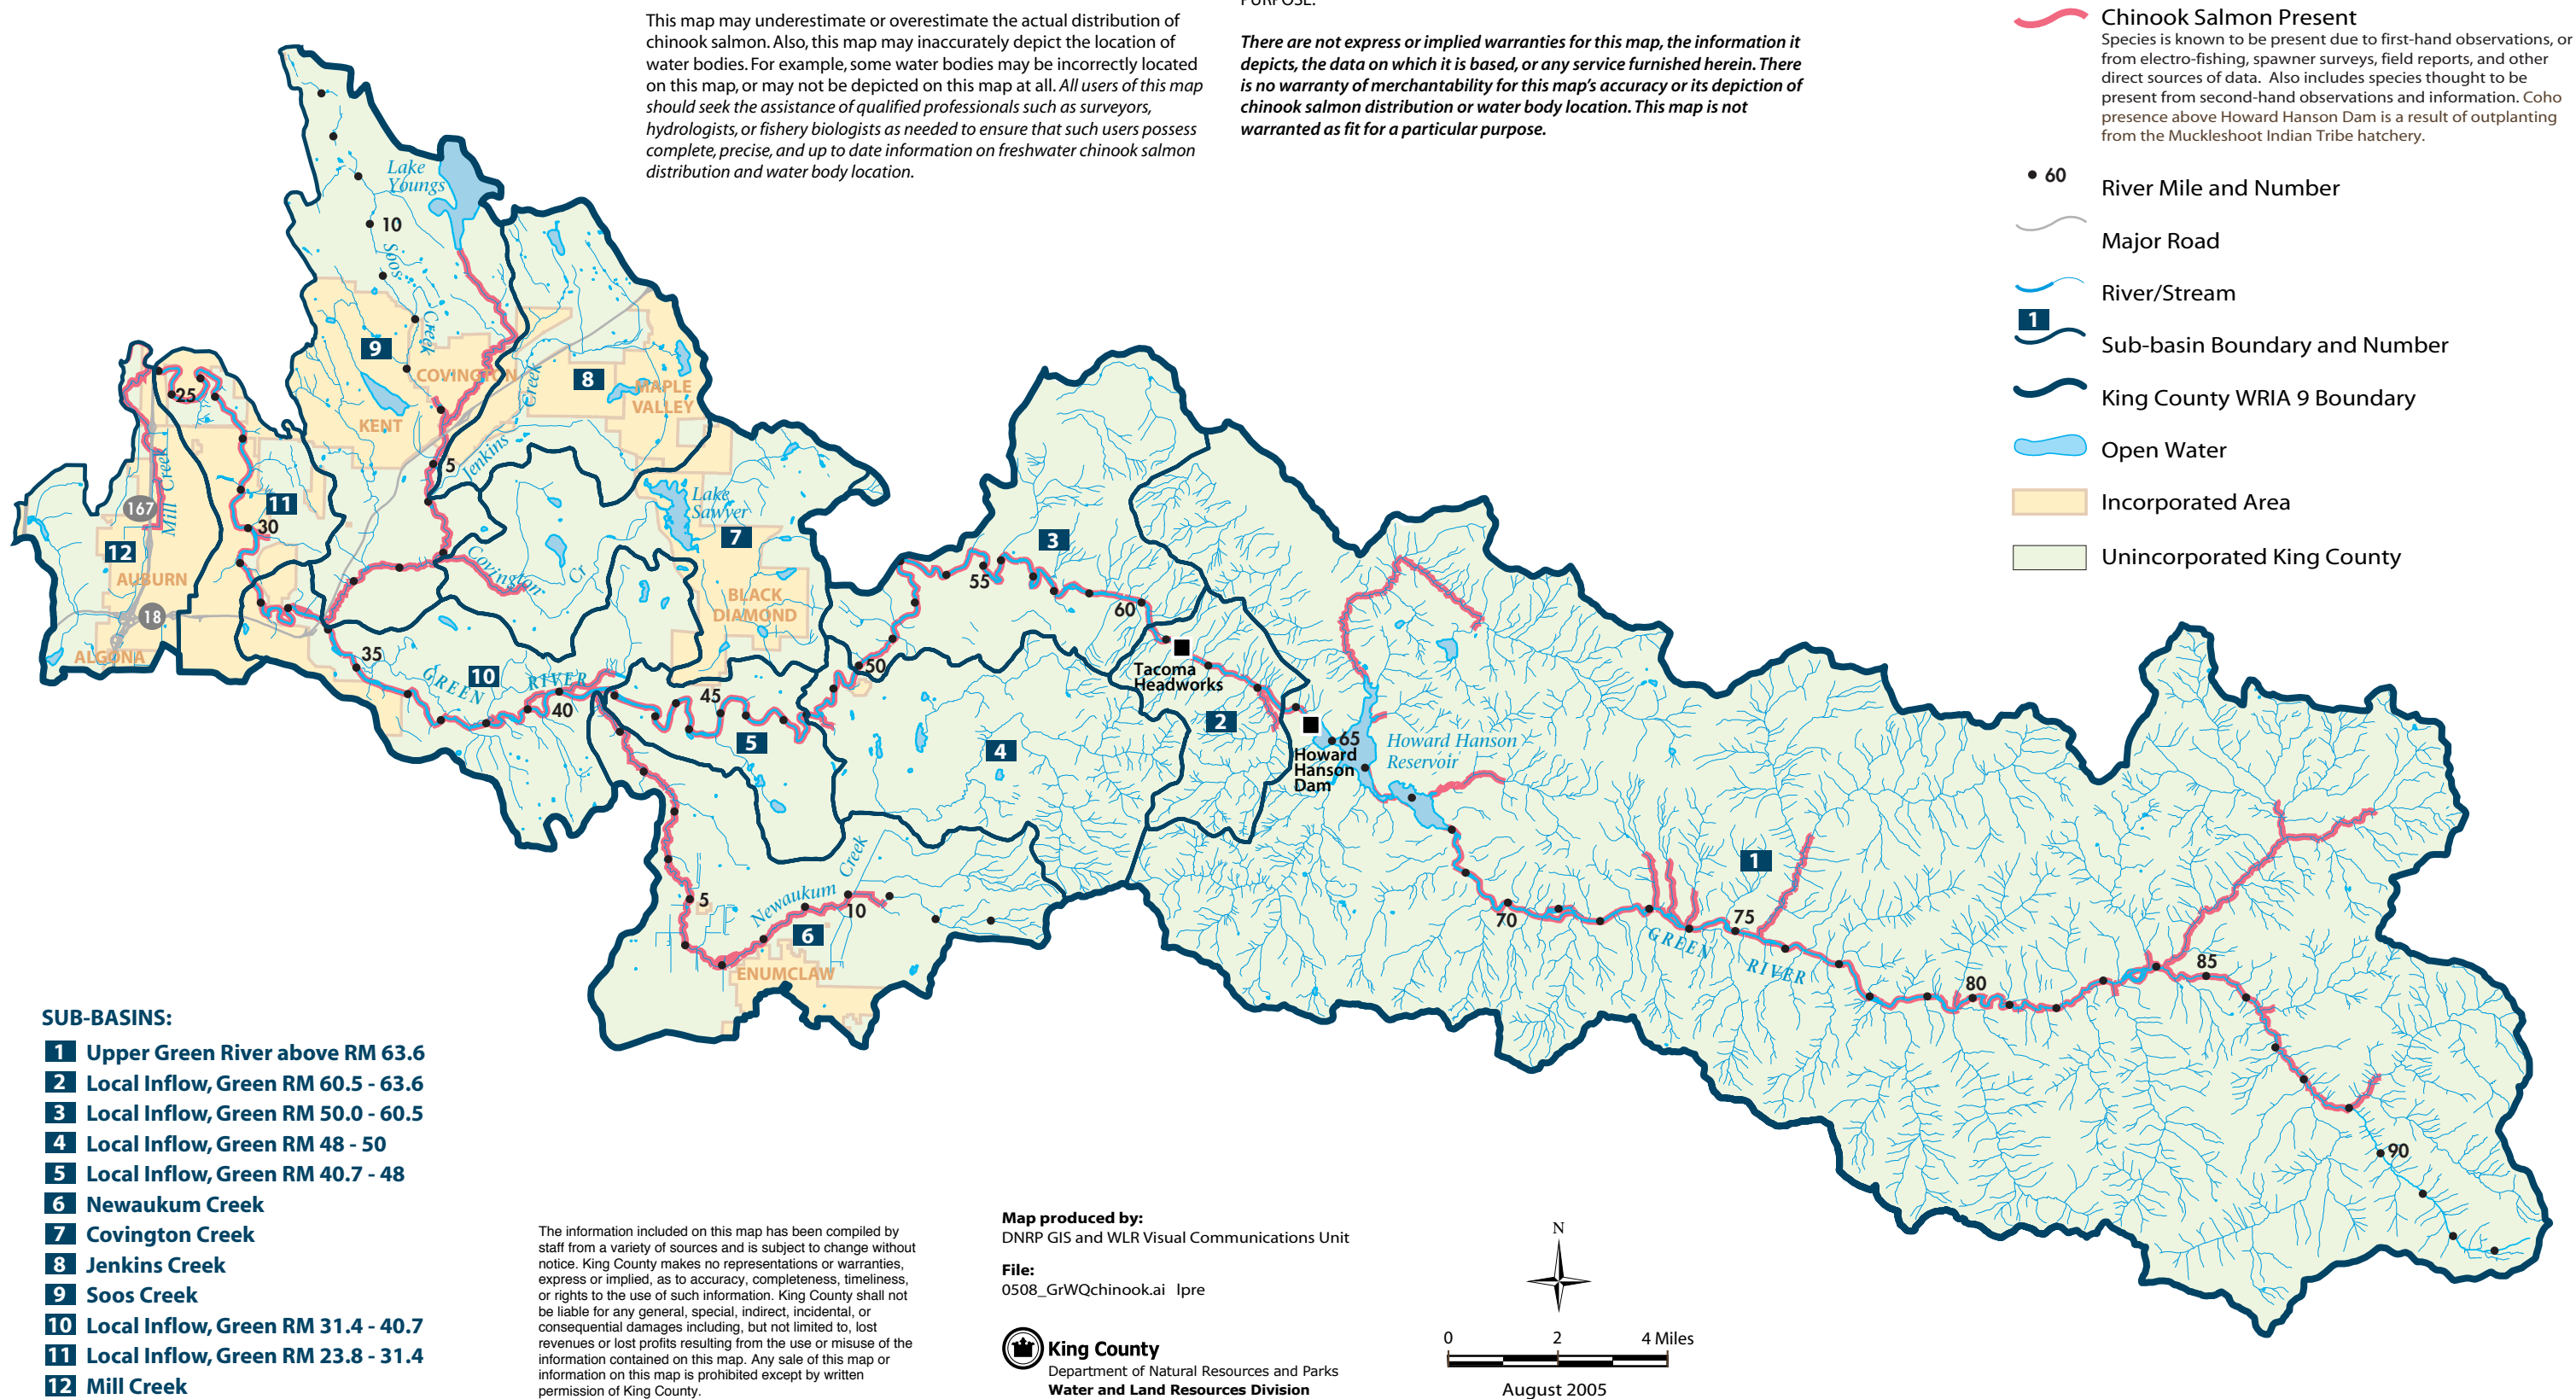 This map may underestimate or overestimate the actual distribution of
chinook salmon. Also, this map may inaccurately depict the location of
water bodies. For example, some water bodies may be incorrectly located
on this map, or may not be depicted on this map at all. All users of this map
should seek the assistance of qualified professionals such as surveyors,
hydrologists, or fishery biologists as needed to ensure that such users possess
complete, precise, and up to date information on freshwater chinook salmon
distribution and water body location.
PURPOSE.
There are not express or implied warranties for this map, the information it
depicts, the data on which it is based, or any service furnished herein. There
is no warranty of merchantability for this map's accuracy or its depiction of
chinook salmon distribution or water body location. This map is not
warranted as fit for a particular purpose.
Chinook Salmon Present
Species is known to be present due to first-hand observations, or
from electro-fishing, spawner surveys, field reports, and other
direct sources of data. Also includes species thought to be
present from second-hand observations and information. Coho
presence above Howard Hanson Dam is a result of outplanting
from the Muckleshoot Indian Tribe hatchery.
60 River Mile and Number
Major Road
River/Stream
1
Sub-basin Boundary and Number
King County WRIA 9 Boundary
Open Water
Incorporated Area
Unincorporated King County
Lake
Youngs
10
Soos
Creek
9
COVINGTON
KENT
Creek
8
MAPLE
VALLEY
Jenkins
5
25
Mill Creek
167
11
30
12
AUBURN
18
ALGONA
Covington
Cr
Lake
Sawyer
7
BLACK
DIAMOND
35
GREEN
10
RIVER
40
45
5
50
55
3
60
Tacoma
Headworks
4
2
65
Howard
Hanson
Dam
Howard Hanson
Reservoir
5
Newaukum
Creek
10
6
ENUMCLAW
70
1
75
GREEN
RIVER
80
85
90
SUB-BASINS:
1 Upper Green River above RM 63.6
2 Local Inflow, Green RM 60.5 - 63.6
3 Local Inflow, Green RM 50.0 - 60.5
4 Local Inflow, Green RM 48 - 50
5 Local Inflow, Green RM 40.7 - 48
6 Newaukum Creek
7 Covington Creek
8 Jenkins Creek
9 Soos Creek
10 Local Inflow, Green RM 31.4 - 40.7
11 Local Inflow, Green RM 23.8 - 31.4
12 Mill Creek
The information included on this map has been compiled by
staff from a variety of sources and is subject to change without
notice. King County makes no representations or warranties,
express or implied, as to accuracy, completeness, timeliness,
or rights to the use of such information. King County shall not
be liable for any general, special, indirect, incidental, or
consequential damages including, but not limited to, lost
revenues or lost profits resulting from the use or misuse of the
information contained on this map. Any sale of this map or
information on this map is prohibited except by written
permission of King County.
Map produced by:
DNRP GIS and WLR Visual Communications Unit
File:
0508_GrWQchinook.ai lpre
King County
Department of Natural Resources and Parks
Water and Land Resources Division
N
0 2 4 Miles
August 2005